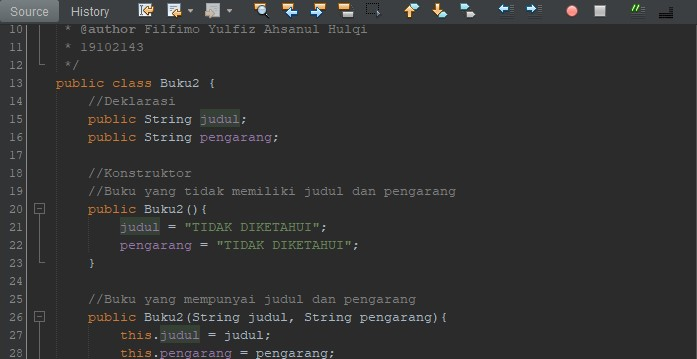 Source History
10 * @author Filfimo Yulfiz Ahsanul Hulqi
11 * 19102143
12 */
13 public class Buku2 {
14 //Deklarasi
15 public String judul;
16 public String pengarang;
17
18 //Konstruktor
19 //Buku yang tidak memiliki judul dan pengarang
20 public Buku2(){
21 judul = "TIDAK DIKETAHUI";
22 pengarang = "TIDAK DIKETAHUI";
23 }
24
25 //Buku yang mempunyai judul dan pengarang
26 public Buku2(String judul, String pengarang){
27 this.judul = judul;
28 this.pengarang = pengarang;